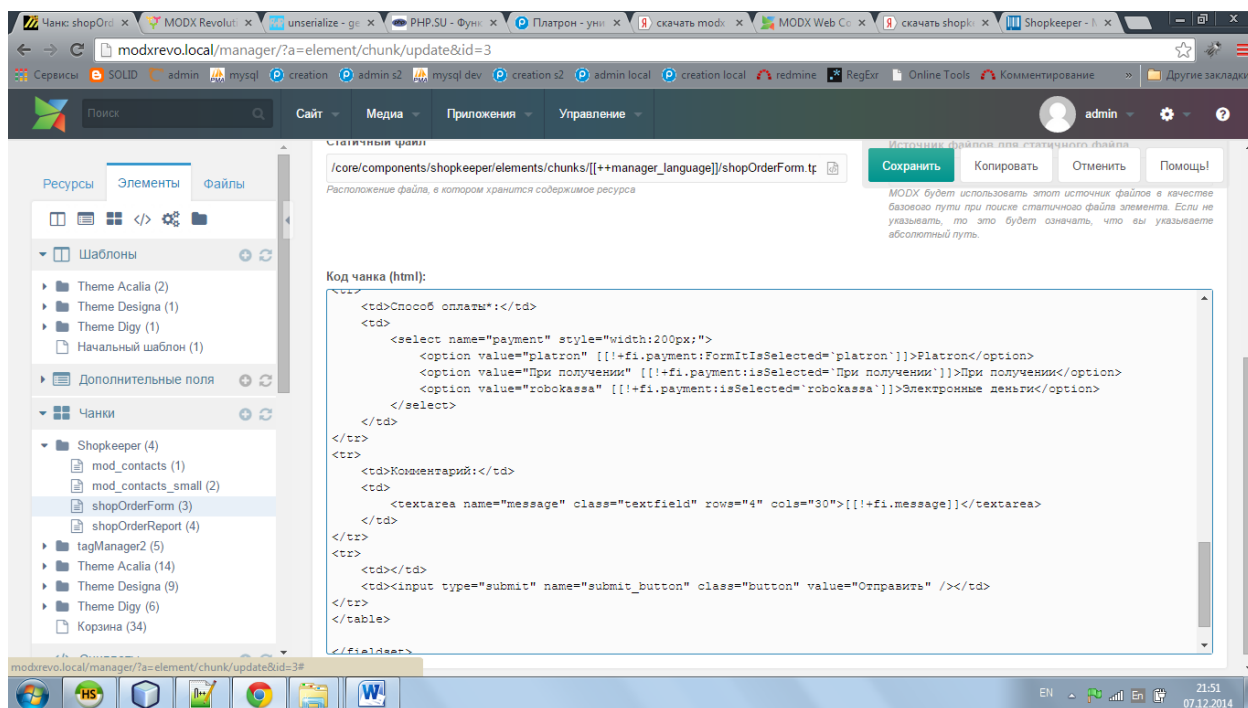 Чанк: shopOrd
MODX Revoluti
unserialize - ge
PHP.SU - Функ
Платрон - уни
скачать modx
MODX Web Co
скачать shopk
Shopkeeper - M
modxrevo.local/manager/?a=element/chunk/update&id=3
Сервисы SOLID admin mysql creation admin s2 mysql dev creation s2 admin local creation local redmine RegExr Online Tools Комментирование » Другие закладки
Поиск Сайт Медиа Приложения Управление admin
Ресурсы Элементы Файлы
Шаблоны
Theme Acalia (2)
Theme Designa (1)
Theme Digy (1)
Начальный шаблон (1)
Дополнительные поля
Чанки
Shopkeeper (4)
mod_contacts (1)
mod_contacts_small (2)
shopOrderForm (3)
shopOrderReport (4)
tagManager2 (5)
Theme Acalia (14)
Theme Designa (9)
Theme Digy (6)
Корзина (34)
Статичный файл
/core/components/shopkeeper/elements/chunks/[[++manager_language]]/shopOrderForm.tp
Расположение файла, в котором хранится содержимое ресурса
Источник файлов для статичного файла
Сохранить Копировать Отменить Помощь!
MODX будет использовать этот источник файлов в качестве
базового пути при поиске статичного файла элемента. Если не
указывать, то это будет означать, что вы указываете
абсолютный путь.
Код чанка (html):
<tr>
<td>Способ оплаты*:</td>
<td>
<select name="payment" style="width:200px;">
<option value="platron" [[!+fi.payment:FormItIsSelected=`platron`]]>Platron</option>
<option value="При получении" [[!+fi.payment:isSelected=`При получении`]]>При получении</option>
<option value="robokassa" [[!+fi.payment:isSelected=`robokassa`]]>Электронные деньги</option>
</select>
</td>
</tr>
<tr>
<td>Комментарий:</td>
<td>
<textarea name="message" class="textfield" rows="4" cols="30">[[!+fi.message]]</textarea>
</td>
</tr>
<tr>
<td></td>
<td><input type="submit" name="submit_button" class="button" value="Отправить" /></td>
</tr>
</table>
</fieldset>
modxrevo.local/manager/?a=element/chunk/update&id=3#
HS
W
EN
En
21:51
07.12.2014